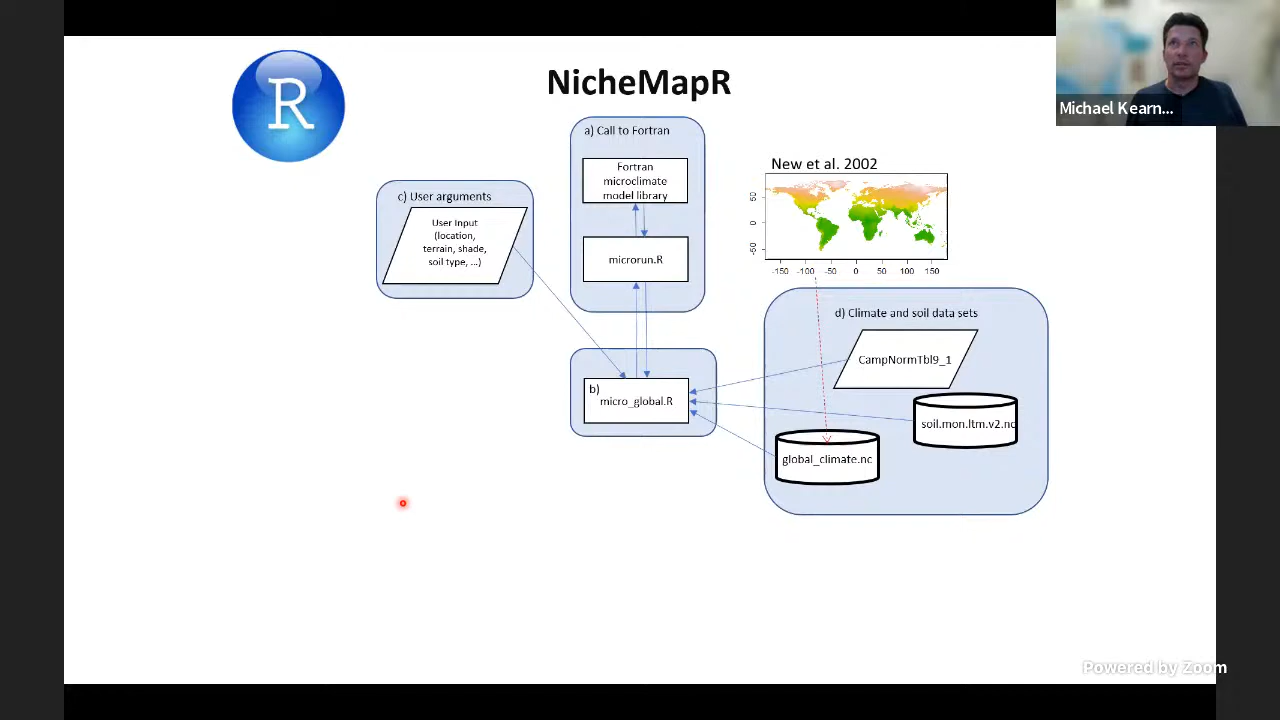 R
NicheMapR
Michael Kearn...
a) Call to Fortran
Fortran
microclimate
model library
microrun.R
c) User arguments
User Input
(location,
terrain, shade,
soil type, ...)
b)
micro_global.R
New et al. 2002
50
0
-50
-150 -100 -50 0 50 100 150
d) Climate and soil data sets
CampNormTbl9_1
soil.mon.ltm.v2.nc
global_climate.nc
Powered by Zoom